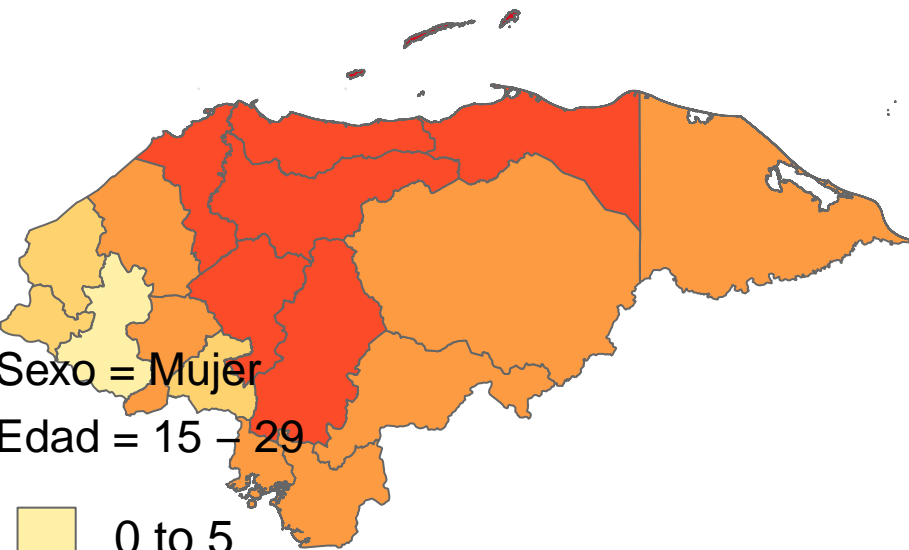 Sexo = Mujer
Edad = 15 – 29
0 to 5